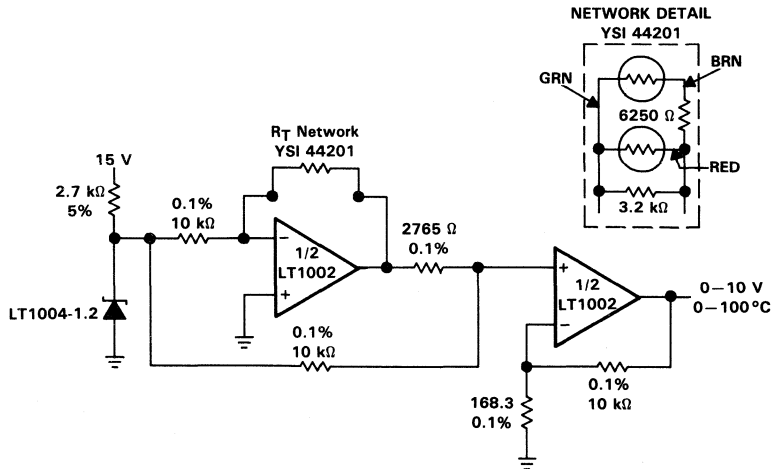 NETWORK DETAIL
YSI 44201
GRN
BRN
6250 Ω
RED
3.2 kΩ
RT Network
YSI 44201
15 V
2.7 kΩ
5%
0.1%
10 kΩ
−
1/2
LT1002
+
2765 Ω
0.1%
LT1004-1.2
0.1%
10 kΩ
+
1/2
LT1002
−
0−10 V
0−100°C
0.1%
10 kΩ
168.3
0.1%